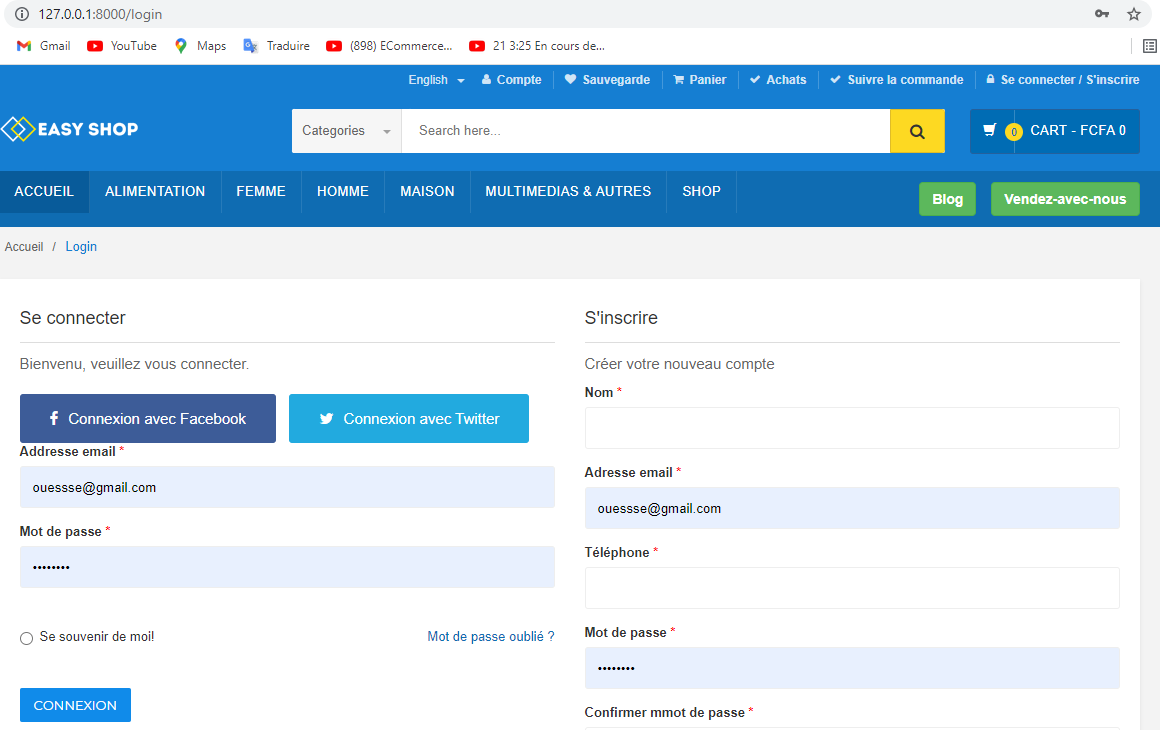 127.0.0.1:8000/login
Gmail YouTube Maps Traduire (898) ECommerce... 21 3:25 En cours de...
English Compte Sauvegarde Panier Achats Suivre la commande Se connecter / S'inscrire
EASY SHOP Categories Search here... 0 CART - FCFA 0
ACCUEIL ALIMENTATION FEMME HOMME MAISON MULTIMEDIAS & AUTRES SHOP Blog Vendez-avec-nous
Accueil / Login
Se connecter
Bienvenu, veuillez vous connecter.
Connexion avec Facebook Connexion avec Twitter
Addresse email *
ouessse@gmail.com
Mot de passe *
••••••••
Se souvenir de moi! Mot de passe oublié ?
CONNEXION
S'inscrire
Créer votre nouveau compte
Nom *
Adresse email *
ouessse@gmail.com
Téléphone *
Mot de passe *
••••••••
Confirmer mmot de passe *